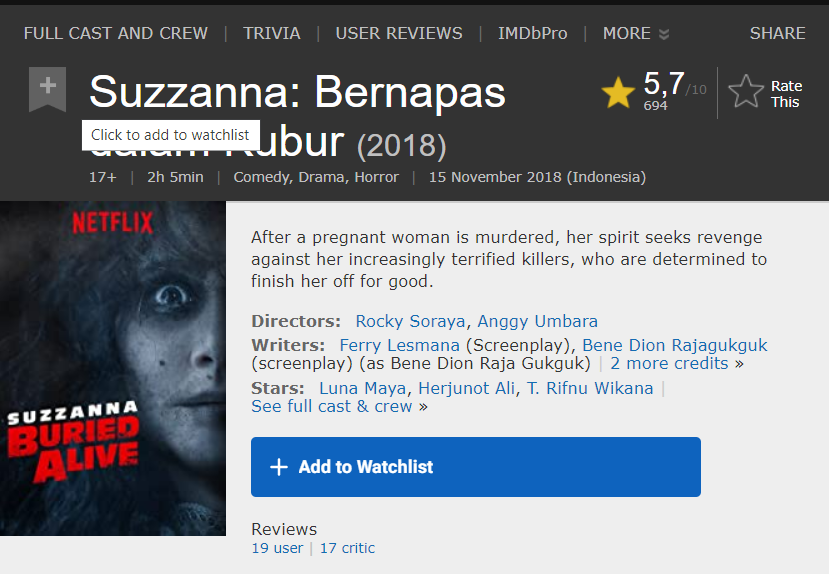 FULL CAST AND CREW | TRIVIA | USER REVIEWS | IMDbPro | MORE | SHARE
Suzzanna: Bernapas
5,7/10
694
Rate
This
Click to add to watchlist
dalam Kubur (2018)
17+ | 2h 5min | Comedy, Drama, Horror | 15 November 2018 (Indonesia)
NETFLIX
SUZZANNA
BURIED
ALIVE
After a pregnant woman is murdered, her spirit seeks revenge
against her increasingly terrified killers, who are determined to
finish her off for good.
Directors: Rocky Soraya, Anggy Umbara
Writers: Ferry Lesmana (Screenplay), Bene Dion Rajagukguk
(screenplay) (as Bene Dion Raja Gukguk) | 2 more credits »
Stars: Luna Maya, Herjunot Ali, T. Rifnu Wikana |
See full cast & crew »
+ Add to Watchlist
Reviews
19 user | 17 critic